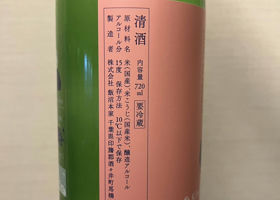 清酒 内容量 720ml 要冷蔵
原材料名 米(国産)、米こうじ(国産米)、醸造アルコール
アルコール分 15度 保存方法 10℃以下で保存
製造者 株式会社 飯沼本家 千葉県印旛郡酒々井町馬橋